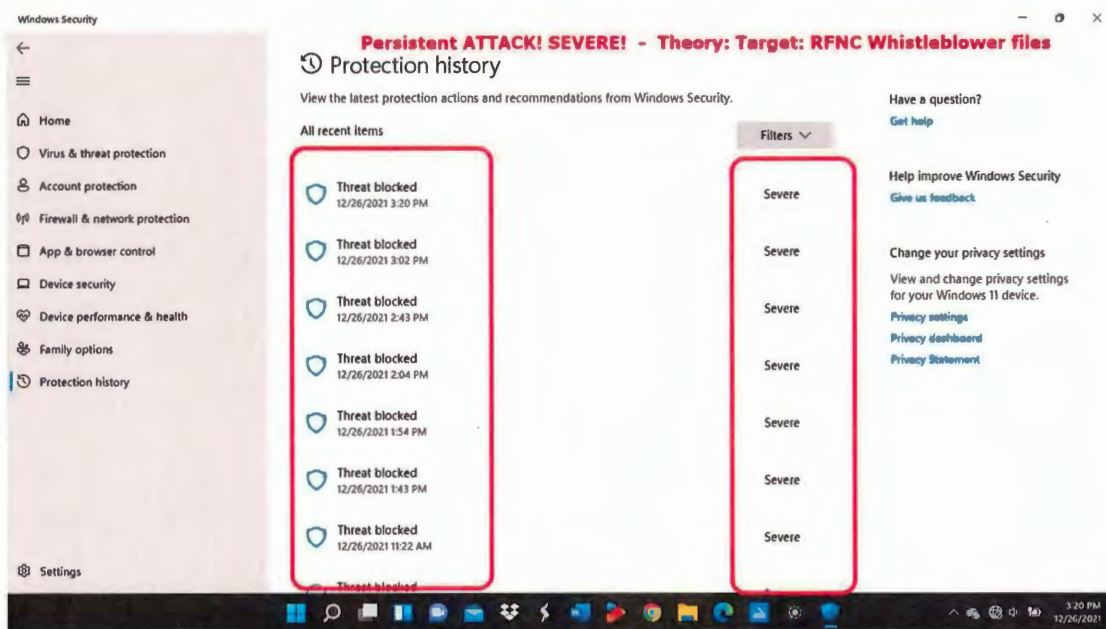 Windows Security
Persistent ATTACK! SEVERE! - Theory: Target: RFNC Whistleblower files
Protection history
View the latest protection actions and recommendations from Windows Security.
All recent items
Filters
Home
Virus & threat protection
Account protection
Firewall & network protection
App & browser control
Device security
Device performance & health
Family options
Protection history
Settings
Threat blocked
12/26/2021 3:20 PM
Severe
Threat blocked
12/26/2021 3:02 PM
Severe
Threat blocked
12/26/2021 2:43 PM
Severe
Threat blocked
12/26/2021 2:04 PM
Severe
Threat blocked
12/26/2021 1:54 PM
Severe
Threat blocked
12/26/2021 1:43 PM
Severe
Threat blocked
12/26/2021 11:22 AM
Severe
Threat blocked
Have a question?
Get help
Help improve Windows Security
Give us feedback
Change your privacy settings
View and change privacy settings
for your Windows 11 device.
Privacy settings
Privacy dashboard
Privacy Statement
3:20 PM
12/26/2021